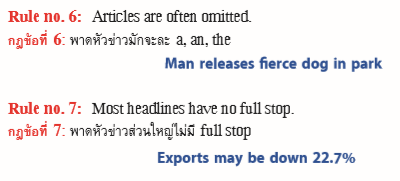 Rule no. 6: Articles are often omitted.
กฎข้อที่ 6: พาดหัวข่าวมักจะละ a, an, the
Man releases fierce dog in park
Rule no. 7: Most headlines have no full stop.
กฎข้อที่ 7: พาดหัวข่าวส่วนใหญ่ไม่มี full stop
Exports may be down 22.7%